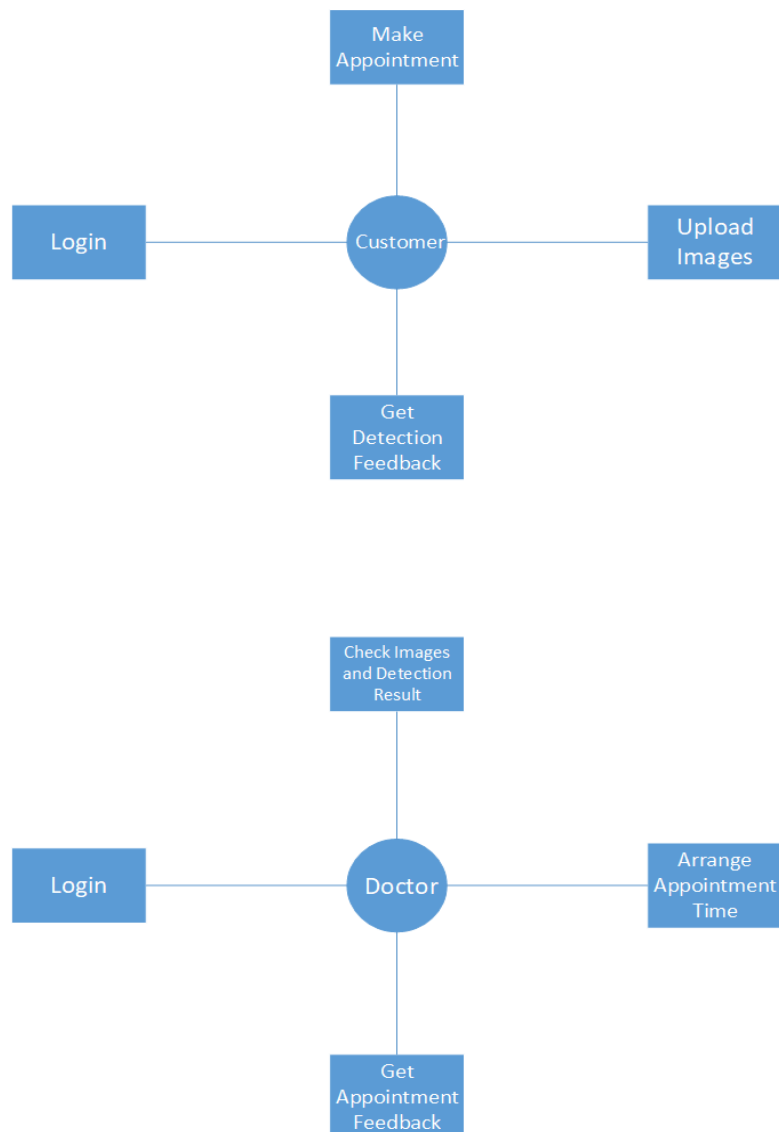 Make
Appointment
Login
Customer
Upload
Images
Get
Detection
Feedback
Check Images
and Detection
Result
Login
Doctor
Arrange
Appointment
Time
Get
Appointment
Feedback